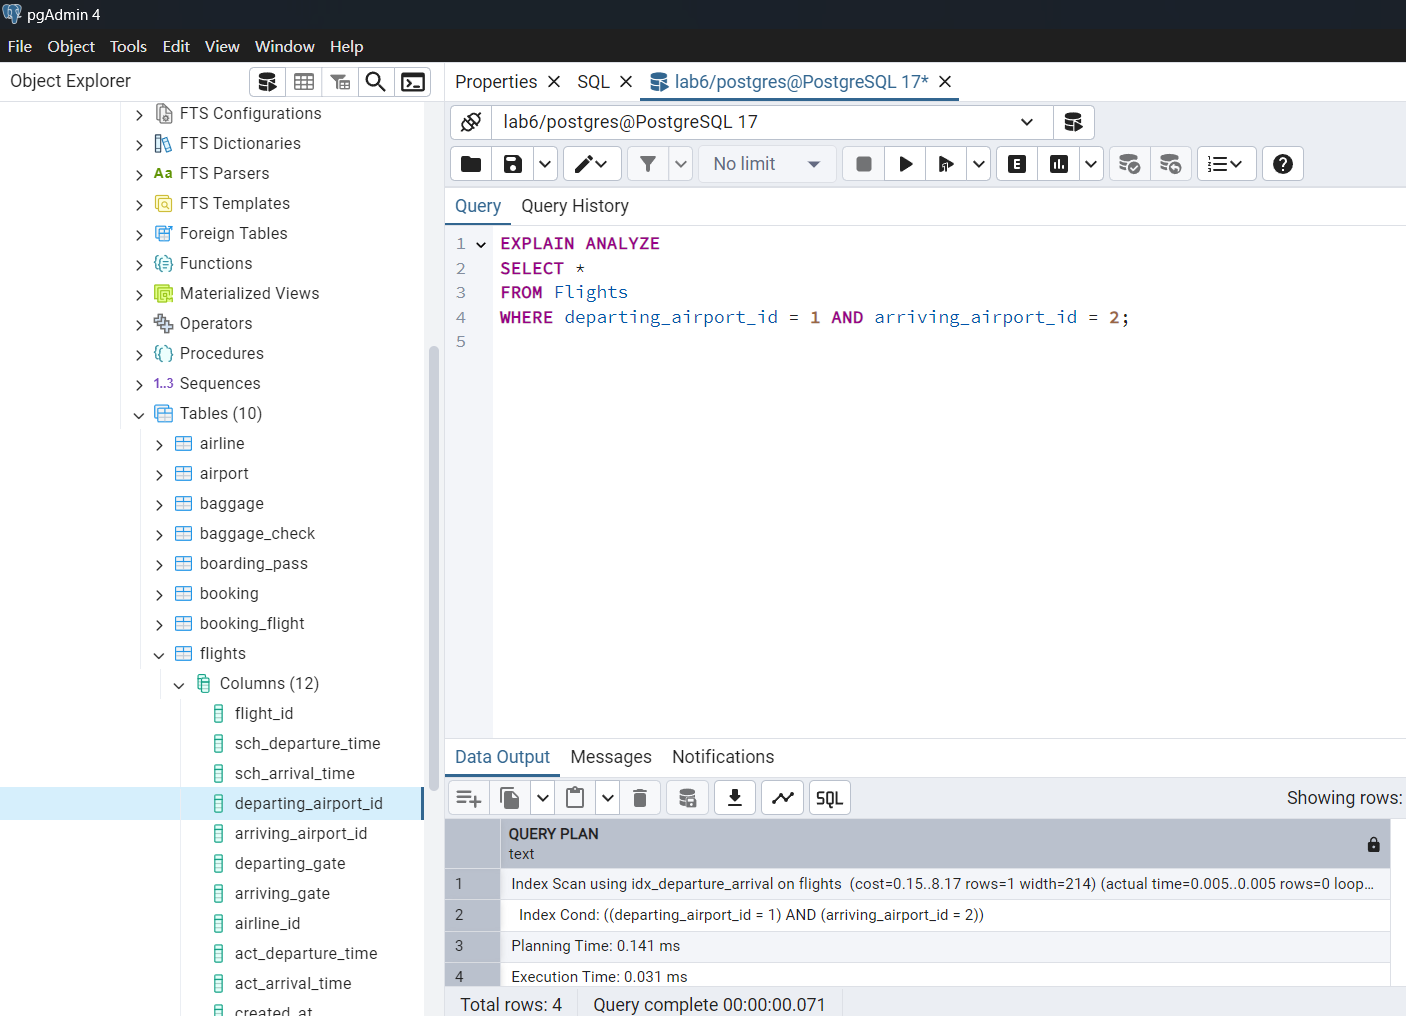 pgAdmin 4
File Object Tools Edit View Window Help
Object Explorer
Properties SQL lab6/postgres@PostgreSQL 17*
lab6/postgres@PostgreSQL 17
No limit
E
Query Query History
1 EXPLAIN ANALYZE
2 SELECT *
3 FROM Flights
4 WHERE departing_airport_id = 1 AND arriving_airport_id = 2;
5
FTS Configurations
FTS Dictionaries
Aa FTS Parsers
FTS Templates
Foreign Tables
Functions
Materialized Views
Operators
Procedures
1..3 Sequences
Tables (10)
airline
airport
baggage
baggage_check
boarding_pass
booking
booking_flight
flights
Columns (12)
flight_id
sch_departure_time
sch_arrival_time
departing_airport_id
arriving_airport_id
departing_gate
arriving_gate
airline_id
act_departure_time
act_arrival_time
created_at
Data Output Messages Notifications
SQL Showing rows:
QUERY PLAN
text
1 Index Scan using idx_departure_arrival on flights (cost=0.15..8.17 rows=1 width=214) (actual time=0.005..0.005 rows=0 loop...
2 Index Cond: ((departing_airport_id = 1) AND (arriving_airport_id = 2))
3 Planning Time: 0.141 ms
4 Execution Time: 0.031 ms
Total rows: 4 Query complete 00:00:00.071